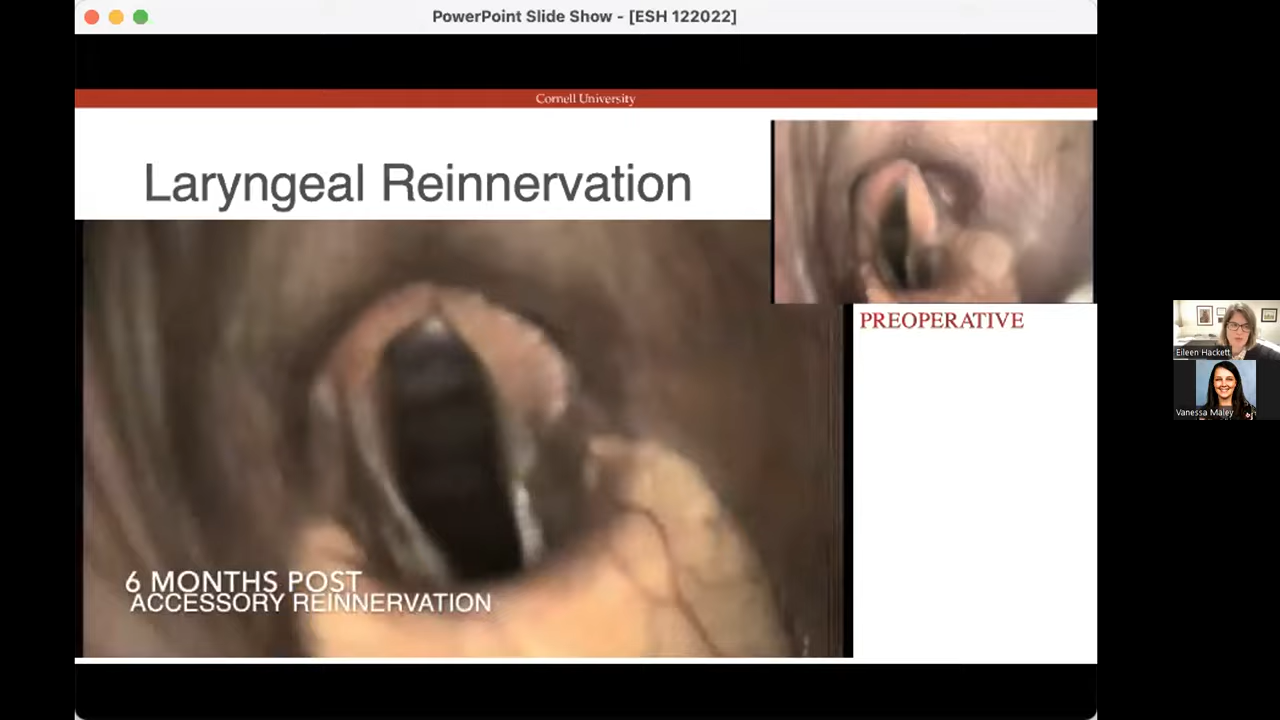 PowerPoint Slide Show - [ESH 122022]
Cornell University
Laryngeal Reinnervation
PREOPERATIVE
6 MONTHS POST
ACCESSORY REINNERVATION
Eileen Hackett
Vanessa Maley